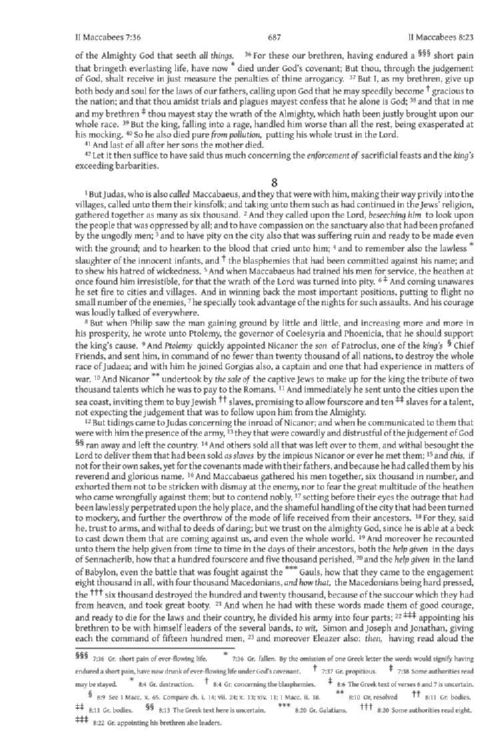 II Maccabees 7:36 687 II Maccabees 8:23
of the Almighty God that seeth all things. 36 For these our brethren, having endured a §§§ short pain
that bringeth everlasting life, have now * died under God's covenant; But thou, through the judgement
of God, shalt receive in just measure the penalties of thine arrogancy. 37 But I, as my brethren, give up
both body and soul for the laws of our fathers, calling upon God that he may speedily become † gracious to
the nation; and that thou amidst trials and plagues mayest confess that he alone is God; 38 and that in me
and my brethren ‡ thou mayest stay the wrath of the Almighty, which hath been justly brought upon our
whole race. 39 But the king, falling into a rage, handled him worse than all the rest, being exasperated at
his mocking. 40 So he also died pure from pollution, putting his whole trust in the Lord.
41 And last of all after her sons the mother died.
42 Let it then suffice to have said thus much concerning the enforcement of sacrificial feasts and the king's
exceeding barbarities.
8
1 But Judas, who is also called Maccabaeus, and they that were with him, making their way privily into the
villages, called unto them their kinsfolk; and taking unto them such as had continued in the Jews' religion,
gathered together as many as six thousand. 2 And they called upon the Lord, beseeching him to look upon
the people that was oppressed by all; and to have compassion on the sanctuary also that had been profaned
by the ungodly men; 3 and to have pity on the city also that was suffering ruin and ready to be made even
with the ground; and to hearken to the blood that cried unto him; 4 and to remember also the lawless *
slaughter of the innocent infants, and † the blasphemies that had been committed against his name; and
to shew his hatred of wickedness. 5 And when Maccabaeus had trained his men for service, the heathen at
once found him irresistible, for that the wrath of the Lord was turned into pity. 6 ‡ And coming unawares
he set fire to cities and villages. And in winning back the most important positions, putting to flight no
small number of the enemies, 7 he specially took advantage of the nights for such assaults. And his courage
was loudly talked of everywhere.
8 But when Philip saw the man gaining ground by little and little, and increasing more and more in
his prosperity, he wrote unto Ptolemy, the governor of Coelesyria and Phoenicia, that he should support
the king's cause. 9 And Ptolemy quickly appointed Nicanor the son of Patroclus, one of the king's § Chief
Friends, and sent him, in command of no fewer than twenty thousand of all nations, to destroy the whole
race of Judaea; and with him he joined Gorgias also, a captain and one that had experience in matters of
war. 10 And Nicanor ** undertook by the sale of the captive Jews to make up for the king the tribute of two
thousand talents which he was to pay to the Romans. 11 And immediately he sent unto the cities upon the
sea coast, inviting them to buy Jewish †† slaves, promising to allow fourscore and ten ‡‡ slaves for a talent,
not expecting the judgement that was to follow upon him from the Almighty.
12 But tidings came to Judas concerning the inroad of Nicanor; and when he communicated to them that
were with him the presence of the army, 13 they that were cowardly and distrustful of the judgement of God
§§ ran away and left the country. 14 And others sold all that was left over to them, and withal besought the
Lord to deliver them that had been sold as slaves by the impious Nicanor or ever he met them; 15 and this, if
not for their own sakes, yet for the covenants made with their fathers, and because he had called them by his
reverend and glorious name. 16 And Maccabaeus gathered his men together, six thousand in number, and
exhorted them not to be stricken with dismay at the enemy, nor to fear the great multitude of the heathen
who came wrongfully against them; but to contend nobly, 17 setting before their eyes the outrage that had
been lawlessly perpetrated upon the holy place, and the shameful handling of the city that had been turned
to mockery, and further the overthrow of the mode of life received from their ancestors. 18 For they, said
he, trust to arms, and withal to deeds of daring; but we trust on the almighty God, since he is able at a beck
to cast down them that are coming against us, and even the whole world. 19 And moreover he recounted
unto them the help given from time to time in the days of their ancestors, both the help given in the days
of Sennacherib, how that a hundred fourscore and five thousand perished, 20 and the help given in the land
of Babylon, even the battle that was fought against the *** Gauls, how that they came to the engagement
eight thousand in all, with four thousand Macedonians, and how that, the Macedonians being hard pressed,
the ††† six thousand destroyed the hundred and twenty thousand, because of the succour which they had
from heaven, and took great booty. 21 And when he had with these words made them of good courage,
and ready to die for the laws and their country, he divided his army into four parts; 22 ‡‡‡ appointing his
brethren to be with himself leaders of the several bands, to wit, Simon and Joseph and Jonathan, giving
each the command of fifteen hundred men, 23 and moreover Eleazer also: then, having read aloud the
§§§ 7:36 Gr. short pain of ever-flowing life. * 7:36 Gr. fallen. By the omission of one Greek letter the words would signify having
endured a short pain, have now drunk of ever-flowing life under God's covenant. † 7:37 Gr. propitious. ‡ 7:38 Some authorities read
may be stayed. * 8:4 Gr. destruction. † 8:4 Gr. concerning the blasphemies. ‡ 8:6 The Greek text of verses 6 and 7 is uncertain.
§ 8:9 See 1 Macc. x. 65. Compare ch. i. 14; vii. 24; x. 13; xiv. 11; 1 Macc. ii. 18. ** 8:10 Or, resolved †† 8:11 Gr. bodies.
‡‡ 8:11 Gr. bodies. §§ 8:13 The Greek text here is uncertain. *** 8:20 Gr. Galatians. ††† 8:20 Some authorities read eight.
‡‡‡ 8:22 Gr. appointing his brethren also leaders.